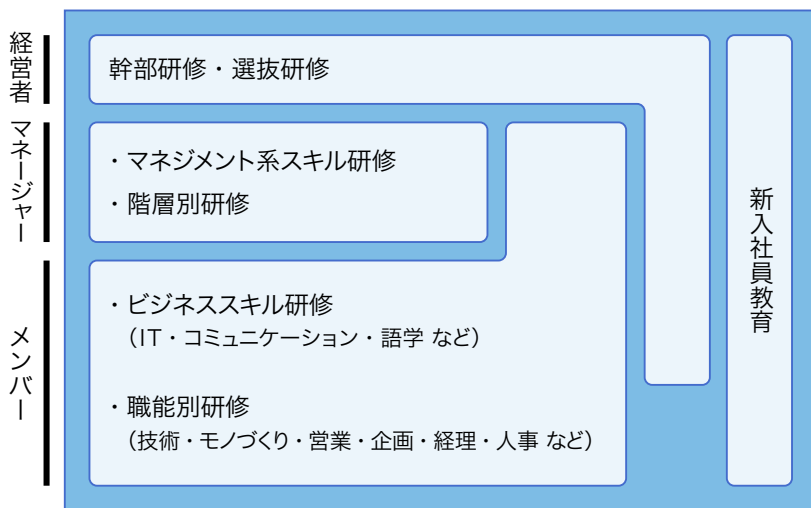 経営者
幹部研修・選抜研修
マネージャー
・マネジメント系スキル研修
・階層別研修
メンバー
・ビジネススキル研修
（IT・コミュニケーション・語学 など）
・職能別研修
（技術・モノづくり・営業・企画・経理・人事 など）
新入社員教育